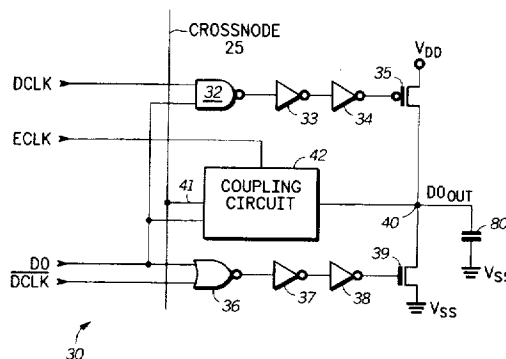 CROSSNODE
25
V_DD
DCLK
32
33
34
35
ECLK
42
41
COUPLING
CIRCUIT
40
DO_OUT
80
V_SS
DO
D̅C̅L̅K̅
36
37
38
39
V_SS
30